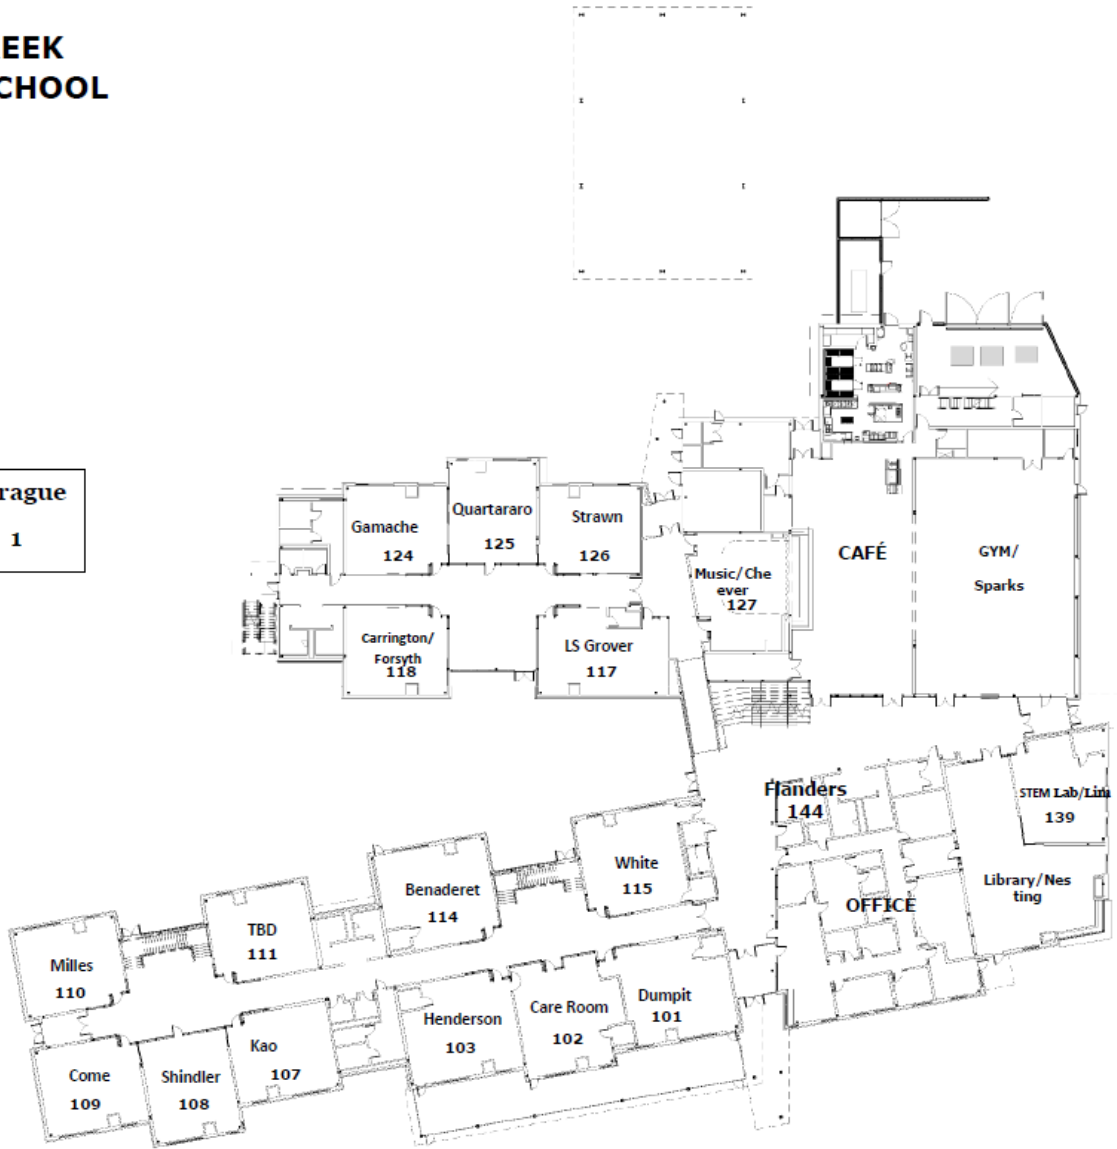 EEK
CHOOL
rague
1
Gamache
124
Quartararo
125
Strawn
126
Carrington/
Forsyth
118
LS Grover
117
Music/Che
ever
127
CAFÉ
GYM/
Sparks
Flanders
144
STEM Lab/Lim
139
Library/Nes
ting
OFFICE
White
115
Benaderet
114
TBD
111
Milles
110
Come
109
Shindler
108
Kao
107
Henderson
103
Care Room
102
Dumpit
101